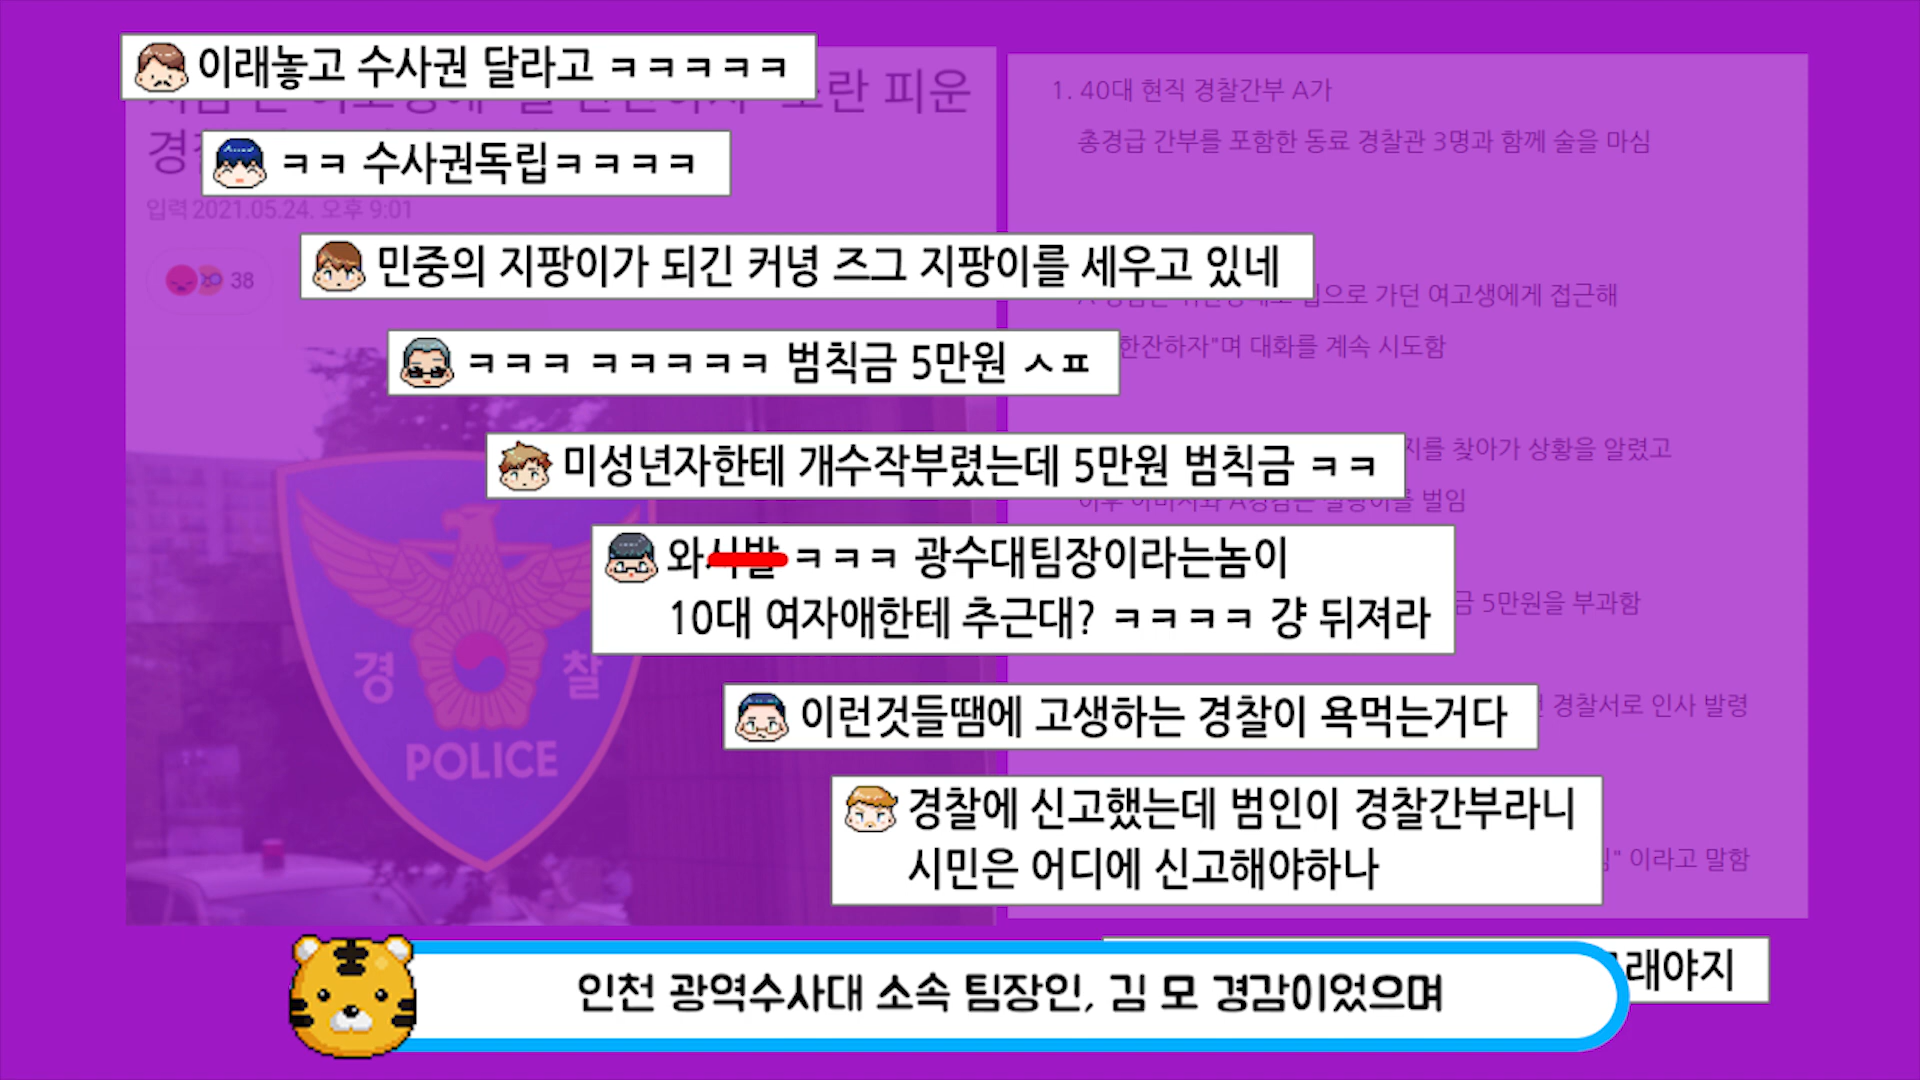 이래놓고 수사권 달라고 ㅋㅋㅋㅋㅋ
란 피운
ㅋㅋ 수사권독립ㅋㅋㅋㅋ
입력 2021.05.24. 오후 9:01
38
민중의 지팡이가 되긴 커녕 즈그 지팡이를 세우고 있네
ㅋㅋㅋ ㅋㅋㅋㅋㅋ 범칙금 5만원 ㅅㅍ
미성년자한테 개수작부렸는데 5만원 범칙금 ㅋㅋ
와 ㅋㅋㅋ 광수대팀장이라는놈이
10대 여자애한테 추근대? ㅋㅋㅋㅋ 걍 뒤져라
이런것들땜에 고생하는 경찰이 욕먹는거다
경찰에 신고했는데 범인이 경찰간부라니
시민은 어디에 신고해야하나
래야지
경 찰
POLICE
1. 40대 현직 경찰간부 A가
총경급 간부를 포함한 동료 경찰관 3명과 함께 술을 마심
가던 여고생에게 접근해
한잔하자"며 대화를 계속 시도함
찾아가 상황을 알렸고
벌임
5만원을 부과함
경찰서로 인사 발령
이라고 말함
인천 광역수사대 소속 팀장인, 김 모 경감이었으며